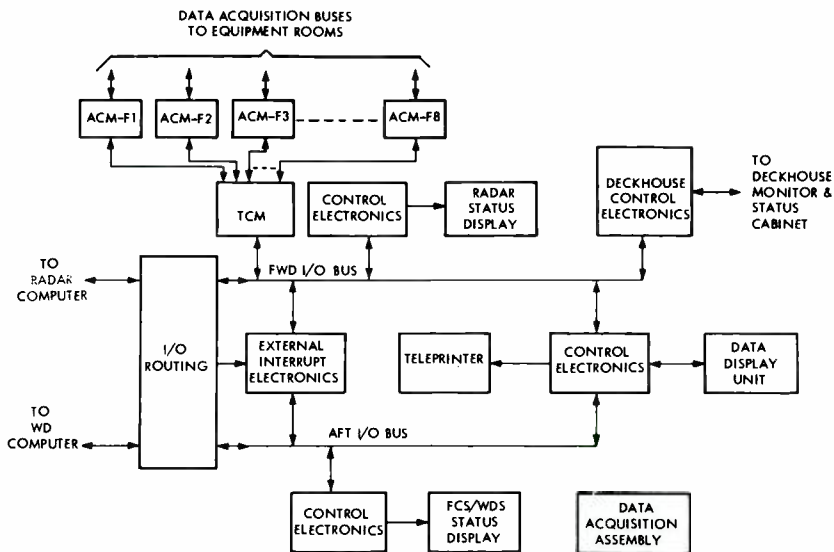 DATA ACQUISITION BUSES
TO EQUIPMENT ROOMS
ACM-F1
ACM-F2
ACM-F3
ACM-F8
TCM
CONTROL
ELECTRONICS
RADAR
STATUS
DISPLAY
DECKHOUSE
CONTROL
ELECTRONICS
TO
DECKHOUSE
MONITOR &
STATUS
CABINET
TO
RADAR
COMPUTER
FWD I/O BUS
I/O
ROUTING
EXTERNAL
INTERRUPT
ELECTRONICS
TELEPRINTER
CONTROL
ELECTRONICS
DATA
DISPLAY
UNIT
TO
WD
COMPUTER
AFT I/O BUS
CONTROL
ELECTRONICS
FCS/WDS
STATUS
DISPLAY
DATA
ACQUISITION
ASSEMBLY